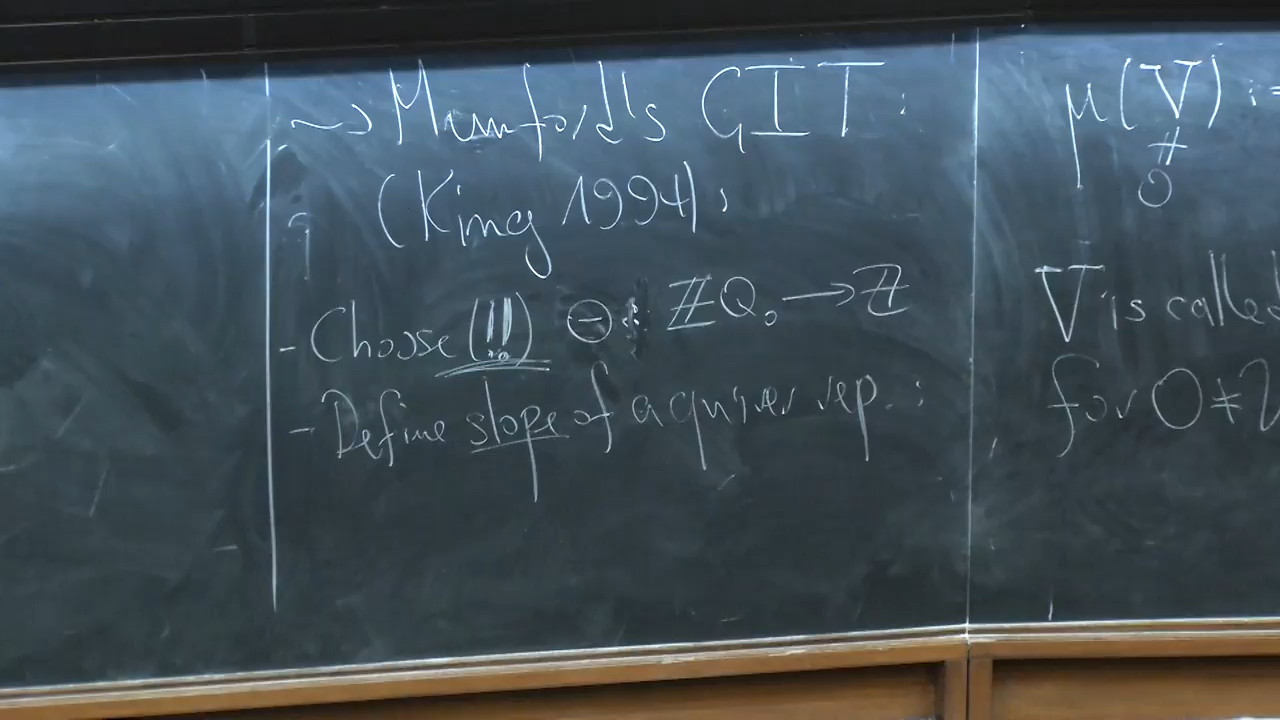 ⇝ Mumford's GIT:
(King 1994):
- Choose (!!) Θ: ℤQ₀ → ℤ
- Define slope of a quiver rep.:
μ(V) :=
≠
0
V is called
for 0 ≠